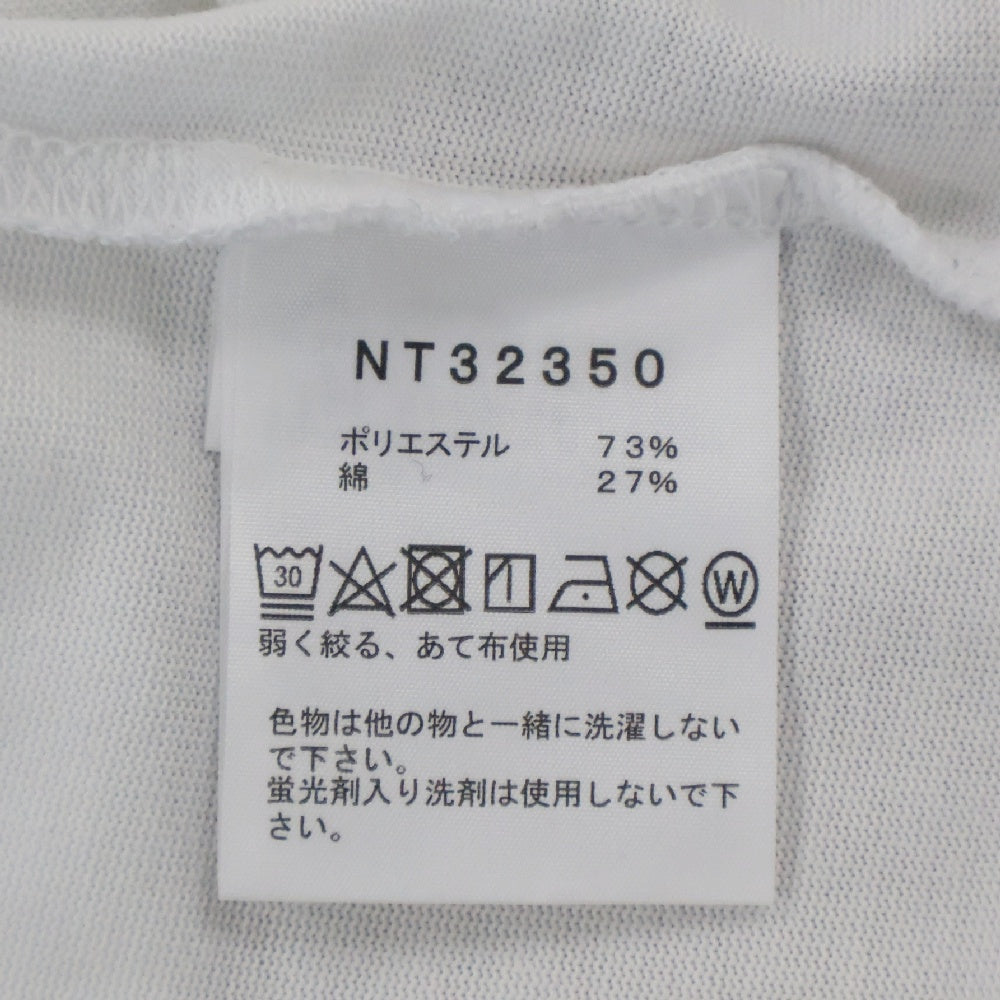 NT32350
ポリエステル 73%
綿 27%
30 W
弱く絞る、あて布使用
色物は他の物と一緒に洗濯しない
で下さい。
蛍光剤入り洗剤は使用しないで下
さい。